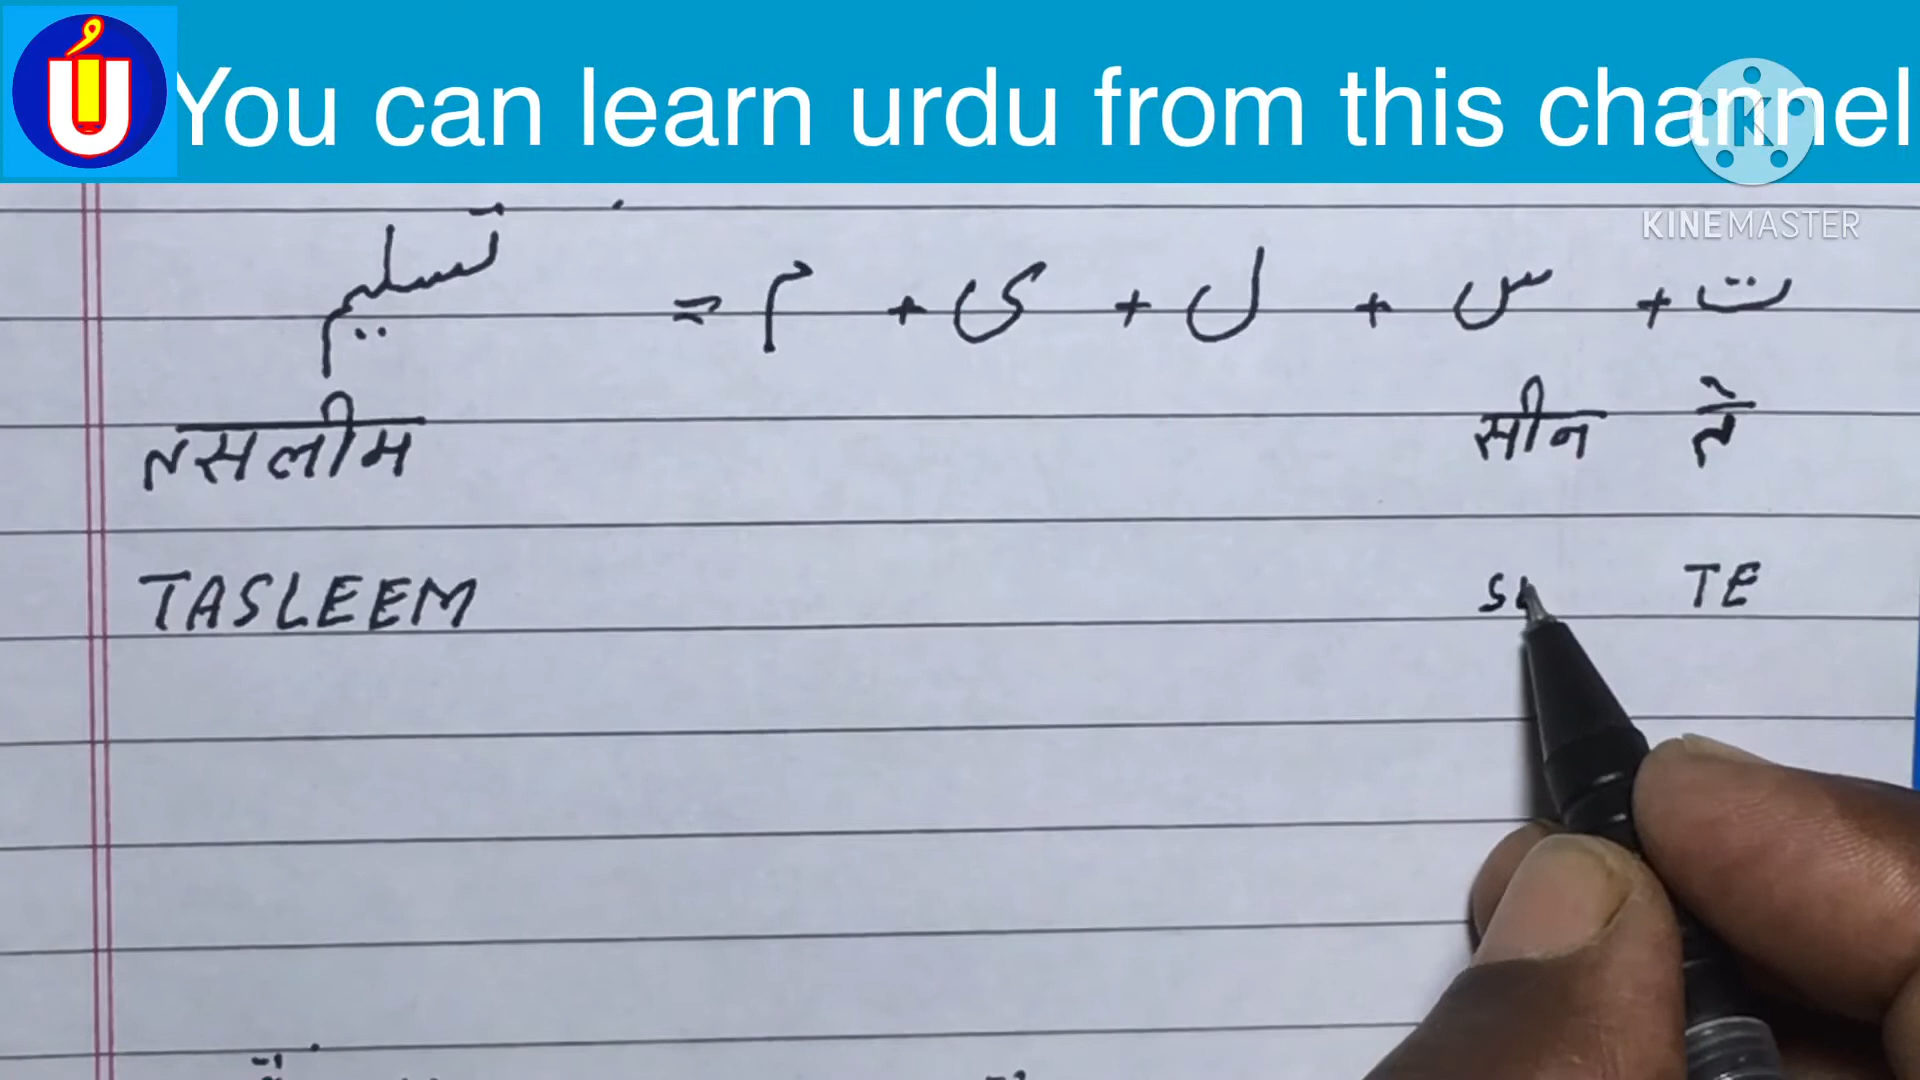 You can learn urdu from this channel
KINEMASTER
ت + س + ل + ی + م = تسلیم
तसलीम सीन ते
TASLEEM TE